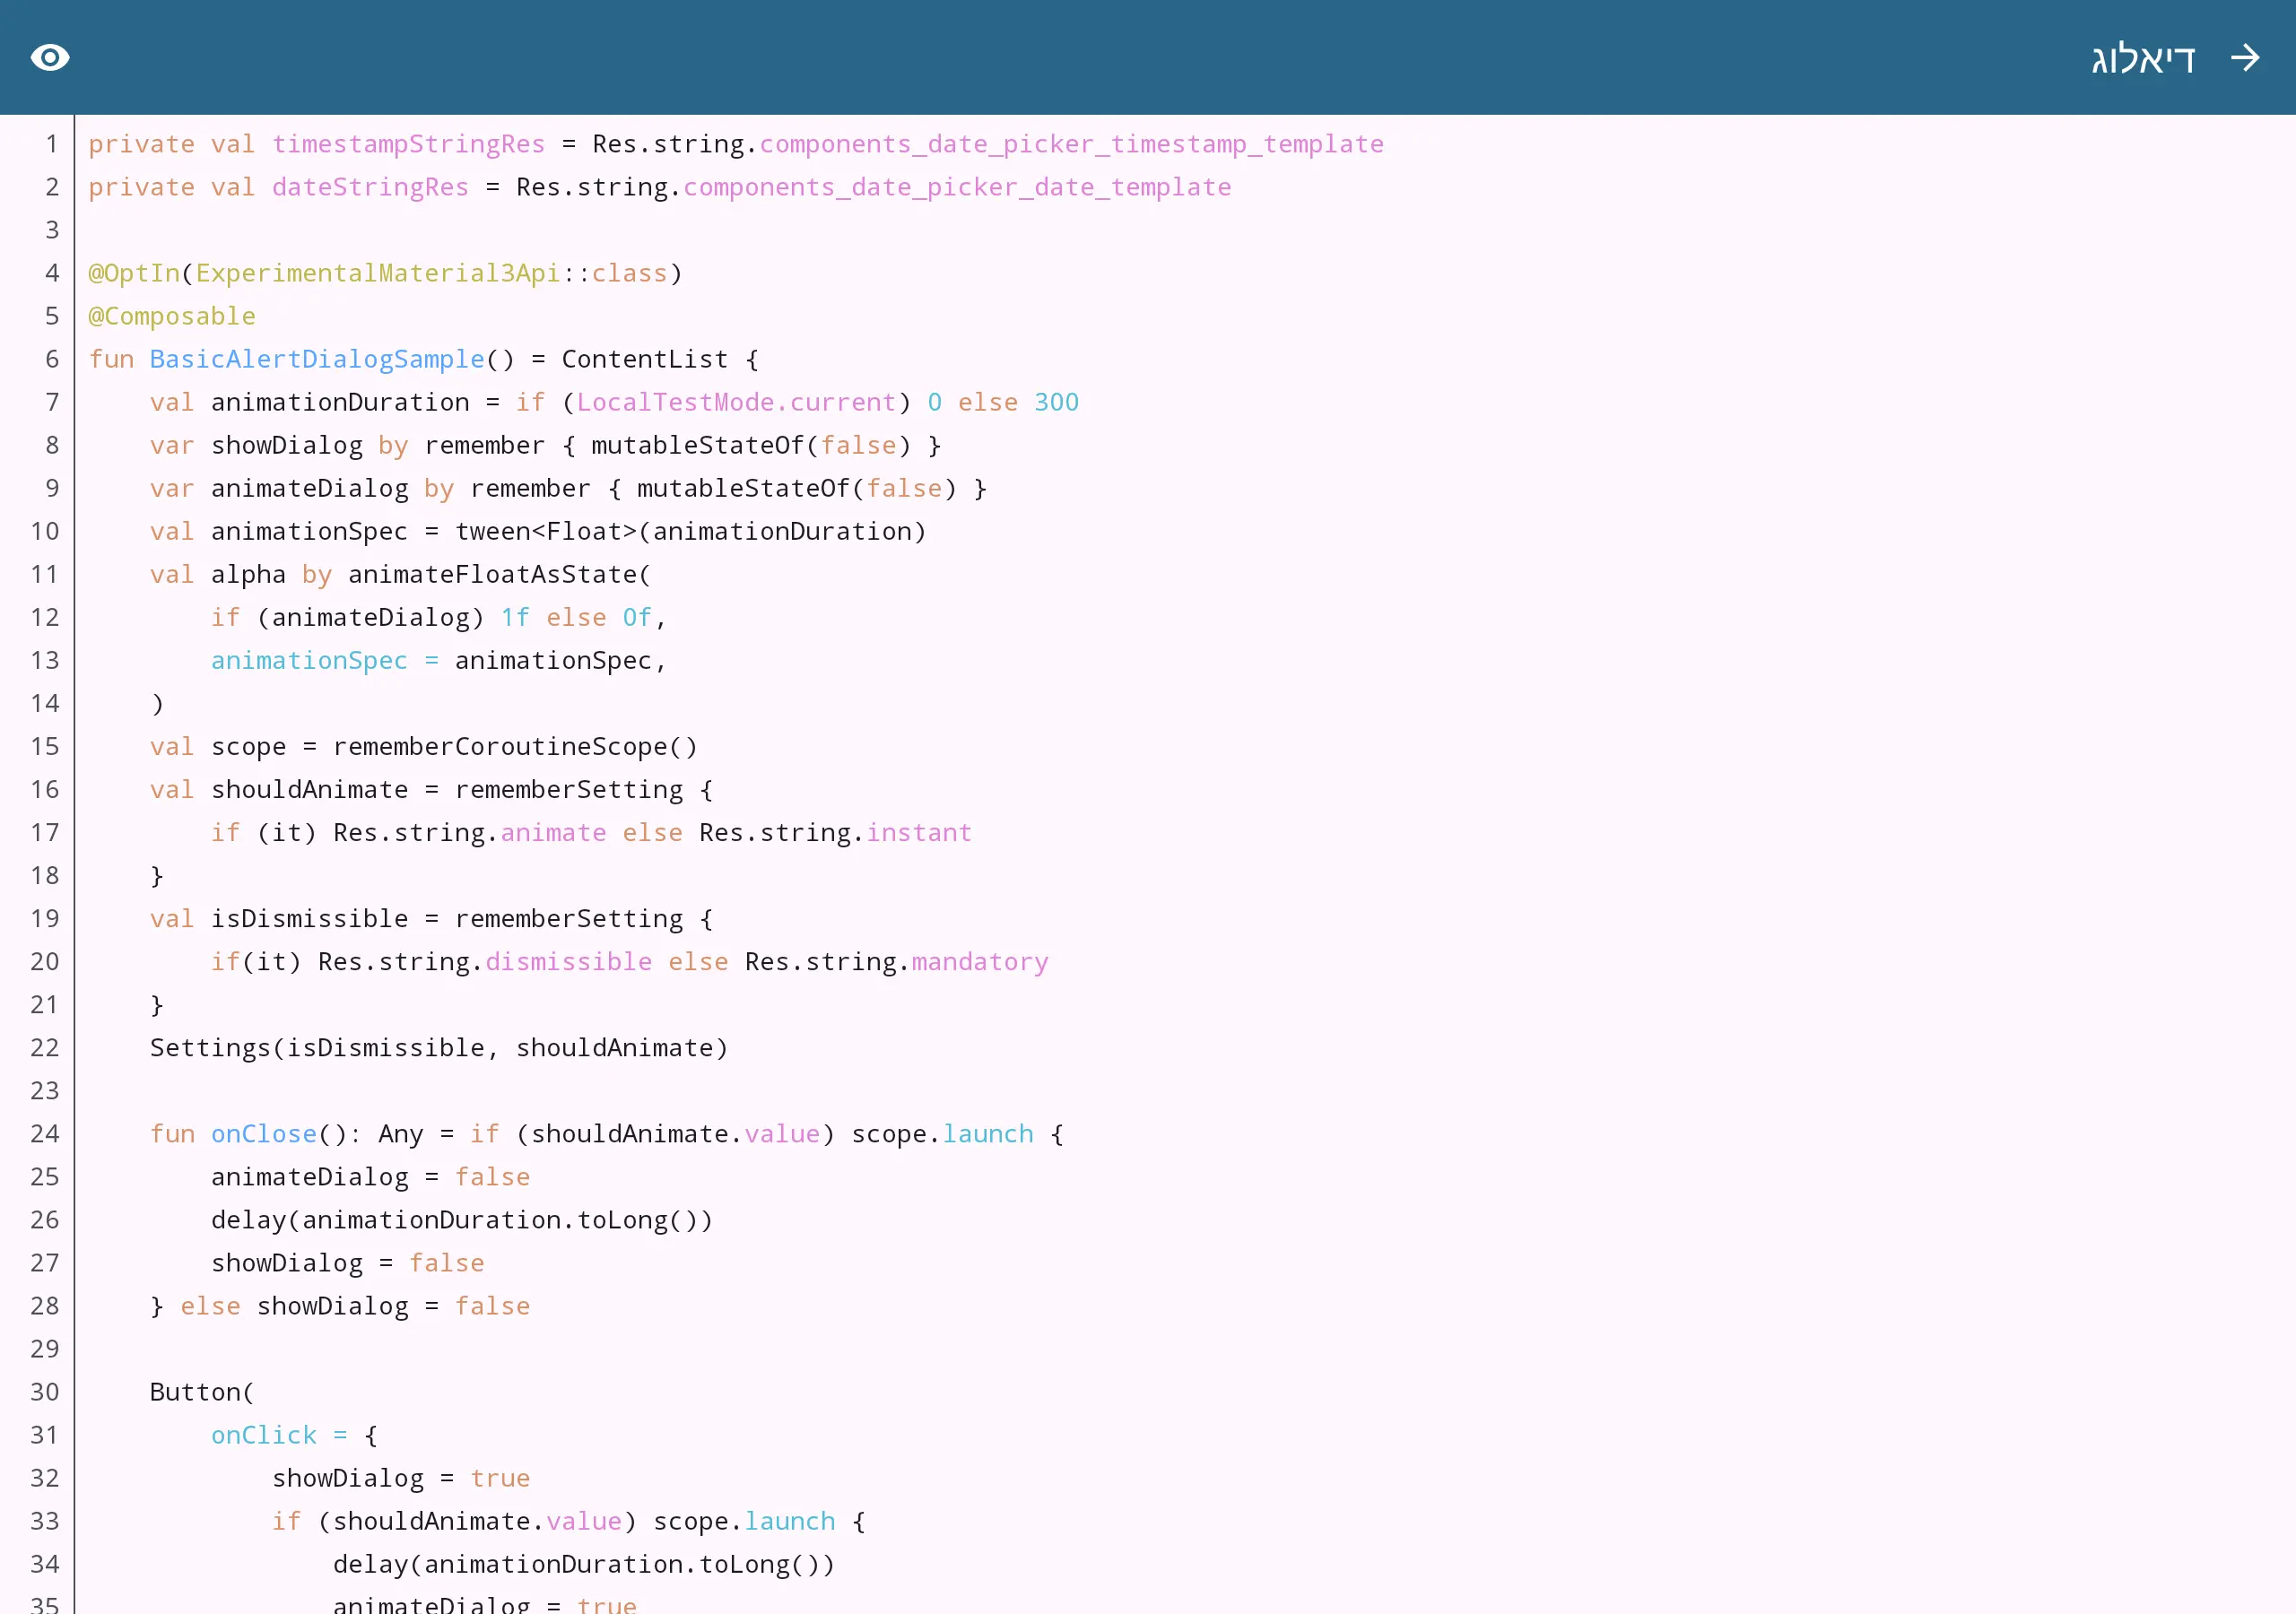 דיאלוג
1 private val timestampStringRes = Res.string.components_date_picker_timestamp_template
2 private val dateStringRes = Res.string.components_date_picker_date_template
3
4 @OptIn(ExperimentalMaterial3Api::class)
5 @Composable
6 fun BasicAlertDialogSample() = ContentList {
7     val animationDuration = if (LocalTestMode.current) 0 else 300
8     var showDialog by remember { mutableStateOf(false) }
9     var animateDialog by remember { mutableStateOf(false) }
10     val animationSpec = tween<Float>(animationDuration)
11     val alpha by animateFloatAsState(
12         if (animateDialog) 1f else 0f,
13         animationSpec = animationSpec,
14     )
15     val scope = rememberCoroutineScope()
16     val shouldAnimate = rememberSetting {
17         if (it) Res.string.animate else Res.string.instant
18     }
19     val isDismissible = rememberSetting {
20         if(it) Res.string.dismissible else Res.string.mandatory
21     }
22     Settings(isDismissible, shouldAnimate)
23
24     fun onClose(): Any = if (shouldAnimate.value) scope.launch {
25         animateDialog = false
26         delay(animationDuration.toLong())
27         showDialog = false
28     } else showDialog = false
29
30     Button(
31         onClick = {
32             showDialog = true
33             if (shouldAnimate.value) scope.launch {
34                 delay(animationDuration.toLong())
35                 animateDialog = true